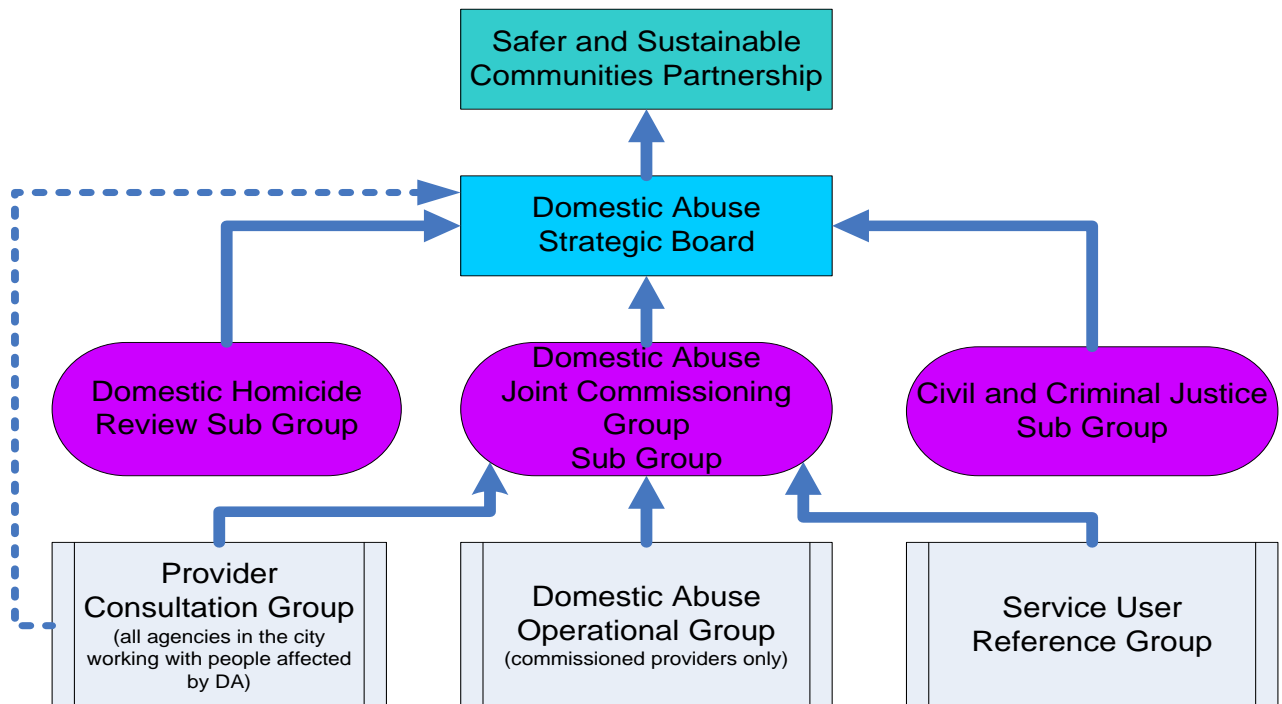 Safer and Sustainable
Communities Partnership
Domestic Abuse
Strategic Board
Domestic Homicide
Review Sub Group
Domestic Abuse
Joint Commissioning
Group
Sub Group
Civil and Criminal Justice
Sub Group
Provider
Consultation Group
(all agencies in the city
working with people affected
by DA)
Domestic Abuse
Operational Group
(commissioned providers only)
Service User
Reference Group